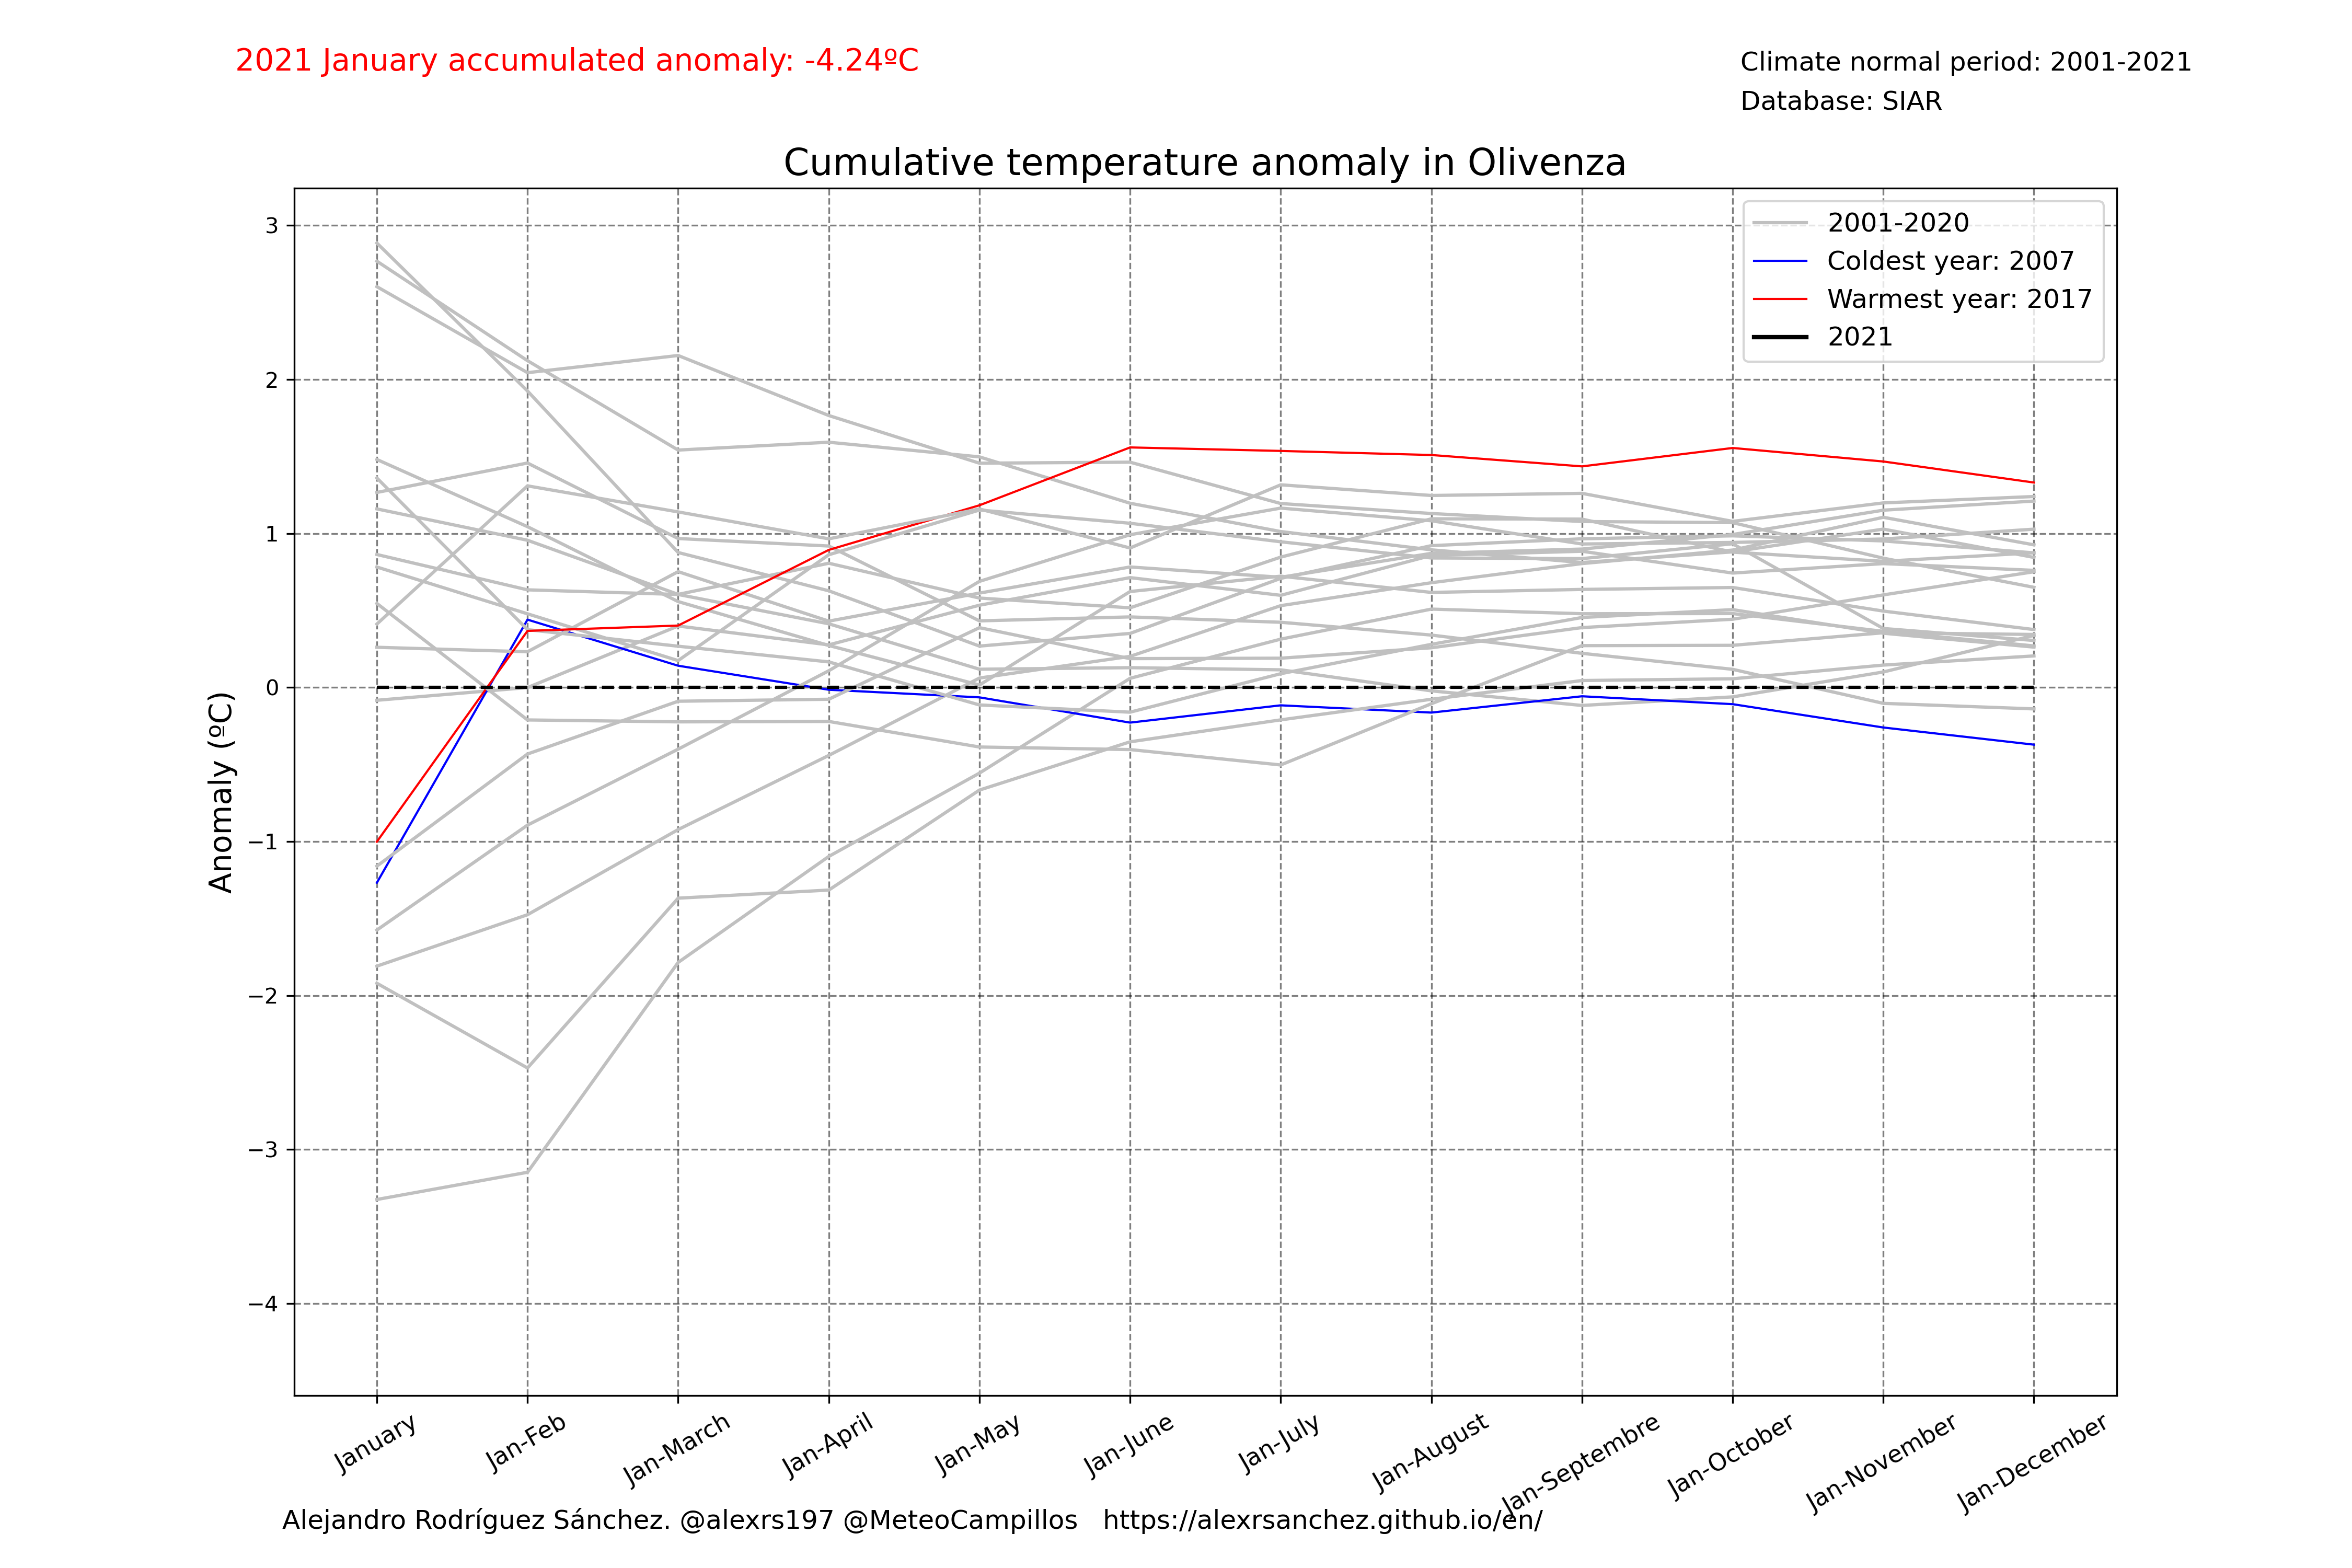 2021 January accumulated anomaly: -4.24ºC
Climate normal period: 2001-2021
Database: SIAR
Cumulative temperature anomaly in Olivenza
2001-2020
Coldest year: 2007
Warmest year: 2017
2021
Anomaly (ºC)
3
2
1
0
−1
−2
−3
−4
January
Jan-Feb
Jan-March
Jan-April
Jan-May
Jan-June
Jan-July
Jan-August
Jan-Septembre
Jan-October
Jan-November
Jan-December
Alejandro Rodríguez Sánchez. @alexrs197 @MeteoCampillos   https://alexrsanchez.github.io/en/